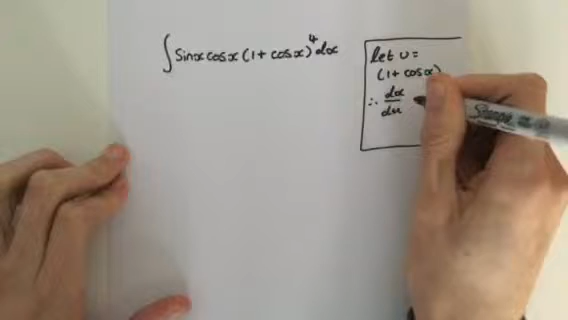 ∫ sinx cosx (1 + cosx)⁴ dx
let u =
(1 + cosx)
∴ dx/du
Sharpie